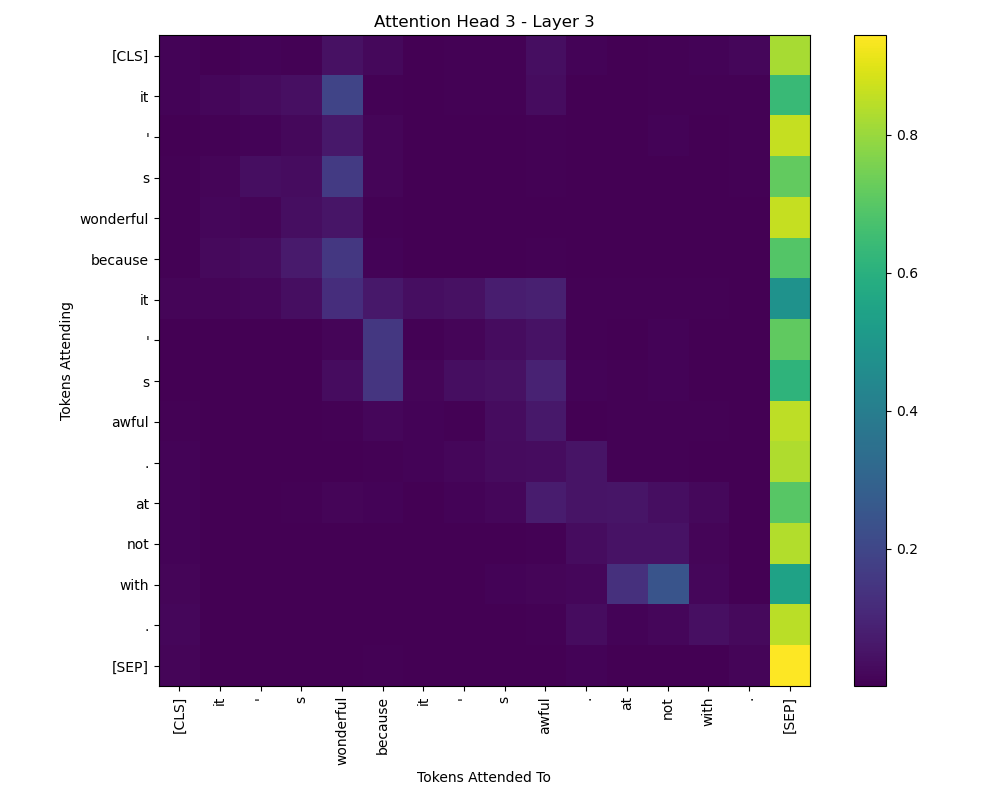 Attention Head 3 - Layer 3
[CLS]
it
'
s
wonderful
because
it
'
s
awful
.
at
not
with
.
[SEP]
Tokens Attending
[CLS]
it
'
s
wonderful
because
it
'
s
awful
.
at
not
with
.
[SEP]
Tokens Attended To
0.8
0.6
0.4
0.2